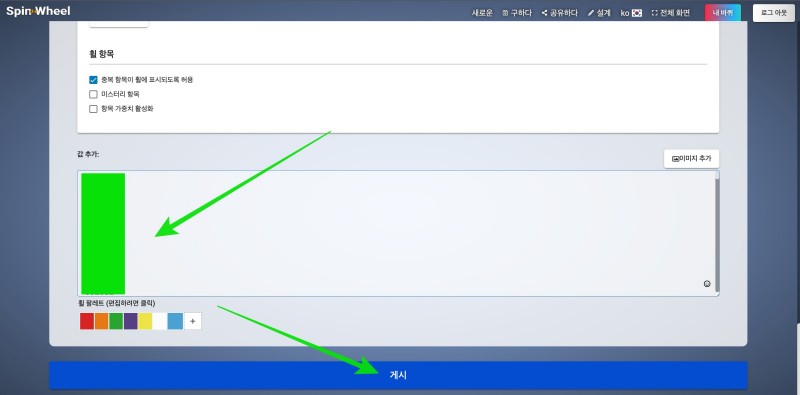 Spin Wheel
새로운 구하다 공유하다 설계 ko 전체 화면 내 바퀴 로그 아웃
휠 항목
중복 항목이 휠에 표시되도록 허용
미스터리 항목
항목 가중치 활성화
값 추가:
이미지 추가
휠 팔레트 (편집하려면 클릭)
+
게시